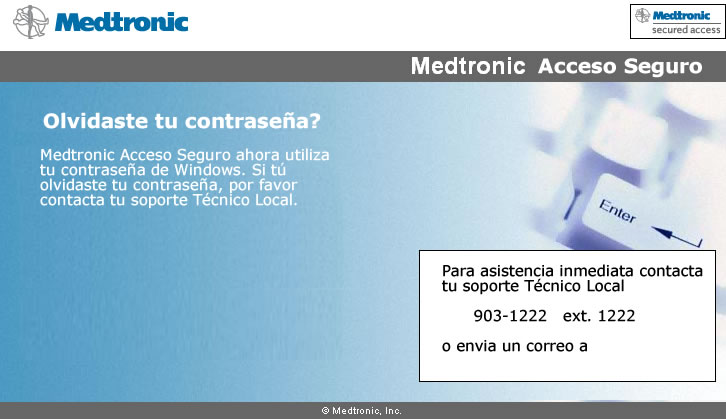 Medtronic
Medtronic
secured access
Medtronic Acceso Seguro
Olvidaste tu contraseña?
Medtronic Acceso Seguro ahora utiliza
tu contraseña de Windows. Si tú
olvidaste tu contraseña, por favor
contacta tu soporte Técnico Local.
Enter
Para asistencia inmediata contacta
tu soporte Técnico Local
903-1222 ext. 1222
o envia un correo a
© Medtronic, Inc.